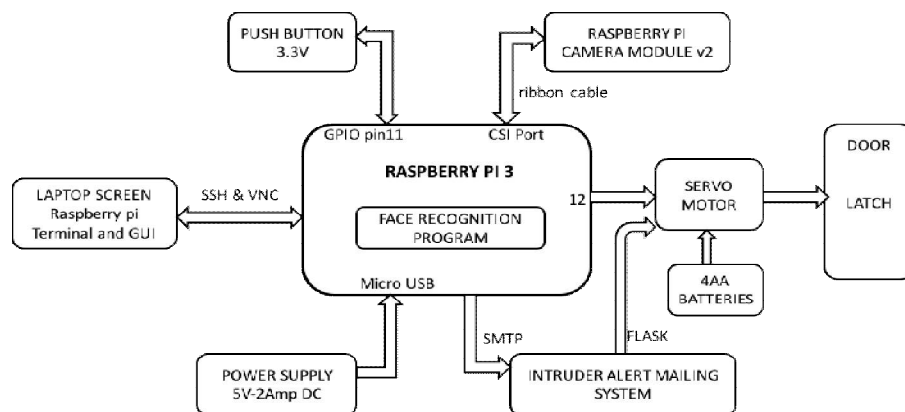 PUSH BUTTON
3.3V
RASPBERRY PI
CAMERA MODULE v2
ribbon cable
GPIO pin11
CSI Port
RASPBERRY PI 3
DOOR
LATCH
LAPTOP SCREEN
Raspberry pi
Terminal and GUI
SSH & VNC
12
SERVO
MOTOR
FACE RECOGNITION
PROGRAM
Micro USB
4AA
BATTERIES
SMTP
FLASK
POWER SUPPLY
5V-2Amp DC
INTRUDER ALERT MAILING
SYSTEM